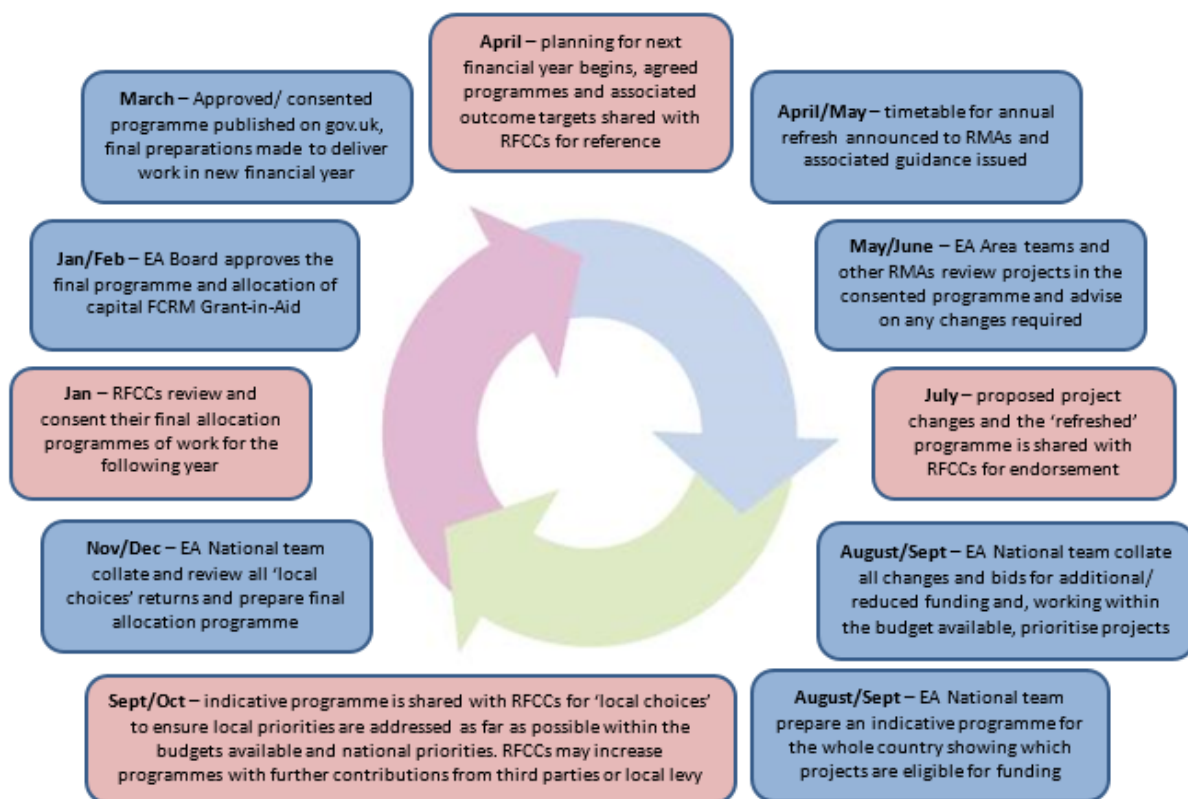 April – planning for next
financial year begins, agreed
programmes and associated
outcome targets shared with
RFCCs for reference
April/May – timetable for annual
refresh announced to RMAs and
associated guidance issued
May/June – EA Area teams and
other RMAs review projects in the
consented programme and advise
on any changes required
July – proposed project
changes and the ‘refreshed’
programme is shared with
RFCCs for endorsement
August/Sept – EA National team collate
all changes and bids for additional/
reduced funding and, working within
the budget available, prioritise projects
August/Sept – EA National team
prepare an indicative programme for
the whole country showing which
projects are eligible for funding
Sept/Oct – indicative programme is shared with RFCCs for ‘local choices’
to ensure local priorities are addressed as far as possible within the
budgets available and national priorities. RFCCs may increase
programmes with further contributions from third parties or local levy
Nov/Dec – EA National team
collate and review all ‘local
choices’ returns and prepare final
allocation programme
Jan – RFCCs review and
consent their final allocation
programmes of work for the
following year
Jan/Feb – EA Board approves the
final programme and allocation of
capital FCRM Grant-in-Aid
March – Approved/ consented
programme published on gov.uk,
final preparations made to deliver
work in new financial year